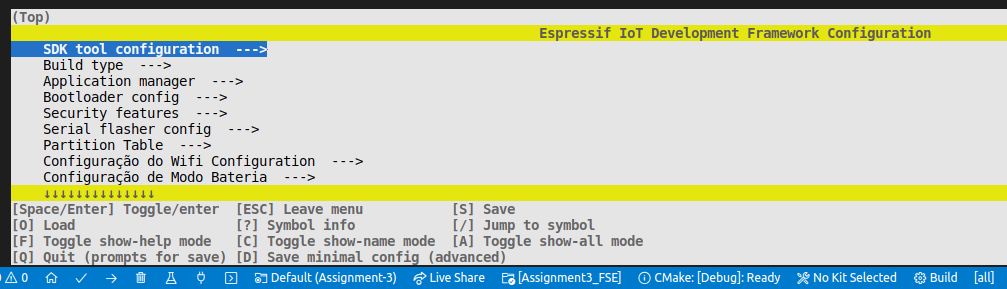 (Top)
Espressif IoT Development Framework Configuration
SDK tool configuration --->
Build type --->
Application manager --->
Bootloader config --->
Security features --->
Serial flasher config --->
Partition Table --->
Configuração do Wifi Configuration --->
Configuração de Modo Bateria --->
↓↓↓↓↓↓↓↓↓↓↓↓↓↓
[Space/Enter] Toggle/enter [ESC] Leave menu [S] Save
[O] Load [?] Symbol info [/] Jump to symbol
[F] Toggle show-help mode [C] Toggle show-name mode [A] Toggle show-all mode
[Q] Quit (prompts for save) [D] Save minimal config (advanced)
0 Default (Assignment-3) Live Share [Assignment3_FSE] CMake: [Debug]: Ready No Kit Selected Build [all]